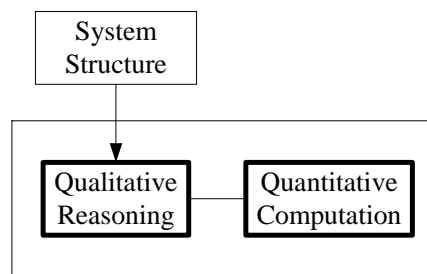 System
Structure
Qualitative
Reasoning
Quantitative
Computation